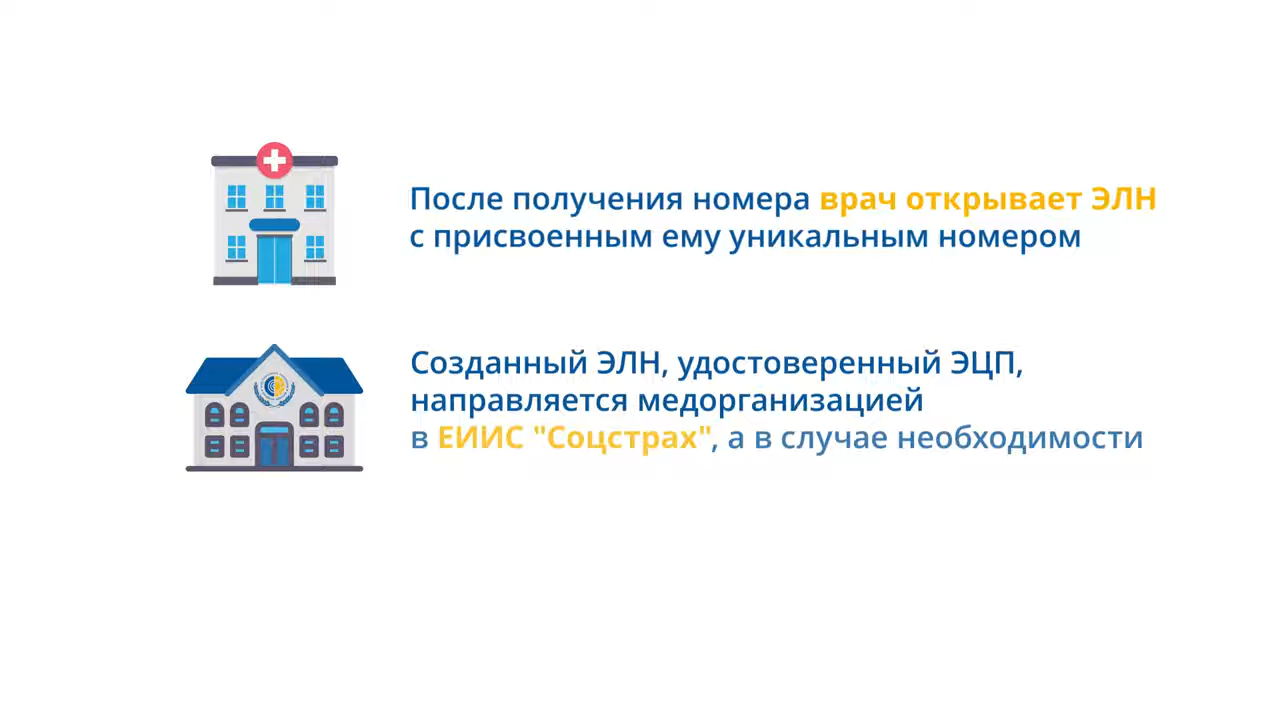 После получения номера врач открывает ЭЛН
с присвоенным ему уникальным номером
Созданный ЭЛН, удостоверенный ЭЦП,
направляется медорганизацией
в ЕИИС "Соцстрах", а в случае необходимости